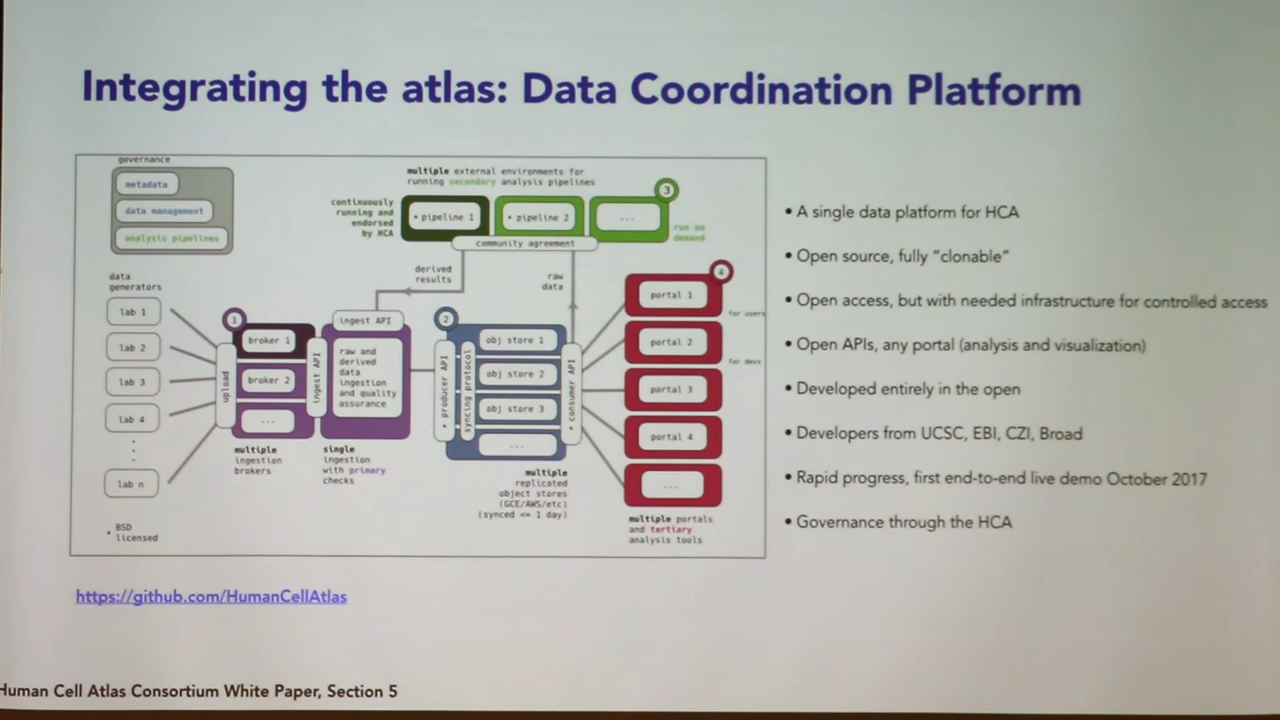 Integrating the atlas: Data Coordination Platform
governance
metadata
data management
analysis pipelines
multiple external environments for
running secondary analysis pipelines
3
continuously
running and
endorsed
by HCA
• pipeline 1
• pipeline 2
...
run on
demand
community agreement
derived
results
raw
data
data
generators
lab 1
lab 2
lab 3
lab 4
lab n
upload
1
broker 1
broker 2
...
multiple
ingestion
brokers
ingest API
ingest API
raw and
derived
data
ingestion
and quality
assurance
single
ingestion
with primary
checks
2
• producer API
syncing protocol
obj store 1
obj store 2
obj store 3
...
• consumer API
multiple
replicated
object stores
(GCE/AWS/etc)
(synced <= 1 day)
4
portal 1
for users
portal 2
for devs
portal 3
portal 4
...
multiple portals
and tertiary
analysis tools
* BSD
licensed
• A single data platform for HCA
• Open source, fully “clonable”
• Open access, but with needed infrastructure for controlled access
• Open APIs, any portal (analysis and visualization)
• Developed entirely in the open
• Developers from UCSC, EBI, CZI, Broad
• Rapid progress, first end-to-end live demo October 2017
• Governance through the HCA
https://github.com/HumanCellAtlas
Human Cell Atlas Consortium White Paper, Section 5